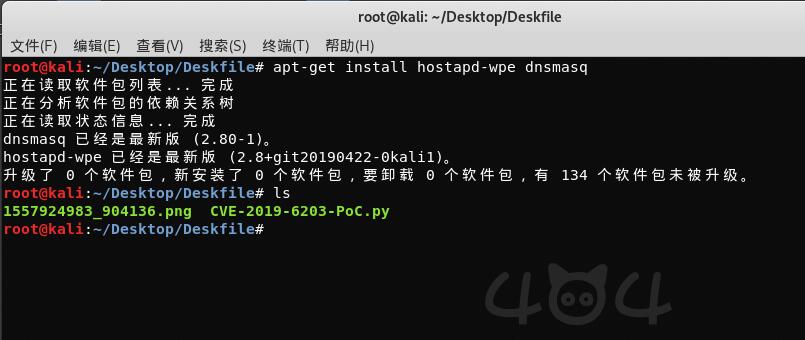 root@kali: ~/Desktop/Deskfile
文件(F) 编辑(E) 查看(V) 搜索(S) 终端(T) 帮助(H)
root@kali:~/Desktop/Deskfile# apt-get install hostapd-wpe dnsmasq
正在读取软件包列表... 完成
正在分析软件包的依赖关系树
正在读取状态信息... 完成
dnsmasq 已经是最新版 (2.80-1)。
hostapd-wpe 已经是最新版 (2.8+git20190422-0kali1)。
升级了 0 个软件包，新安装了 0 个软件包，要卸载 0 个软件包，有 134 个软件包未被升级。
root@kali:~/Desktop/Deskfile# ls
1557924983_904136.png  CVE-2019-6203-PoC.py
root@kali:~/Desktop/Deskfile#
404